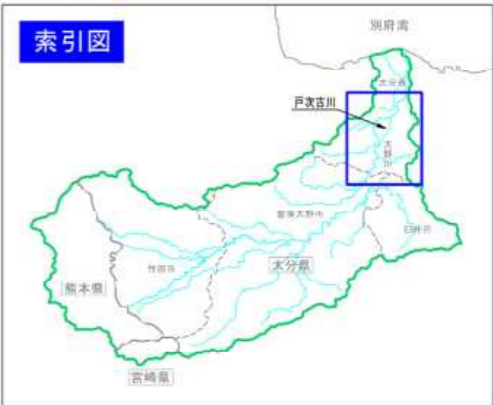 索引図
別府湾
大分市
戸次古川
大野川
豊後大野市
臼杵市
竹田市
大分県
熊本県
宮崎県